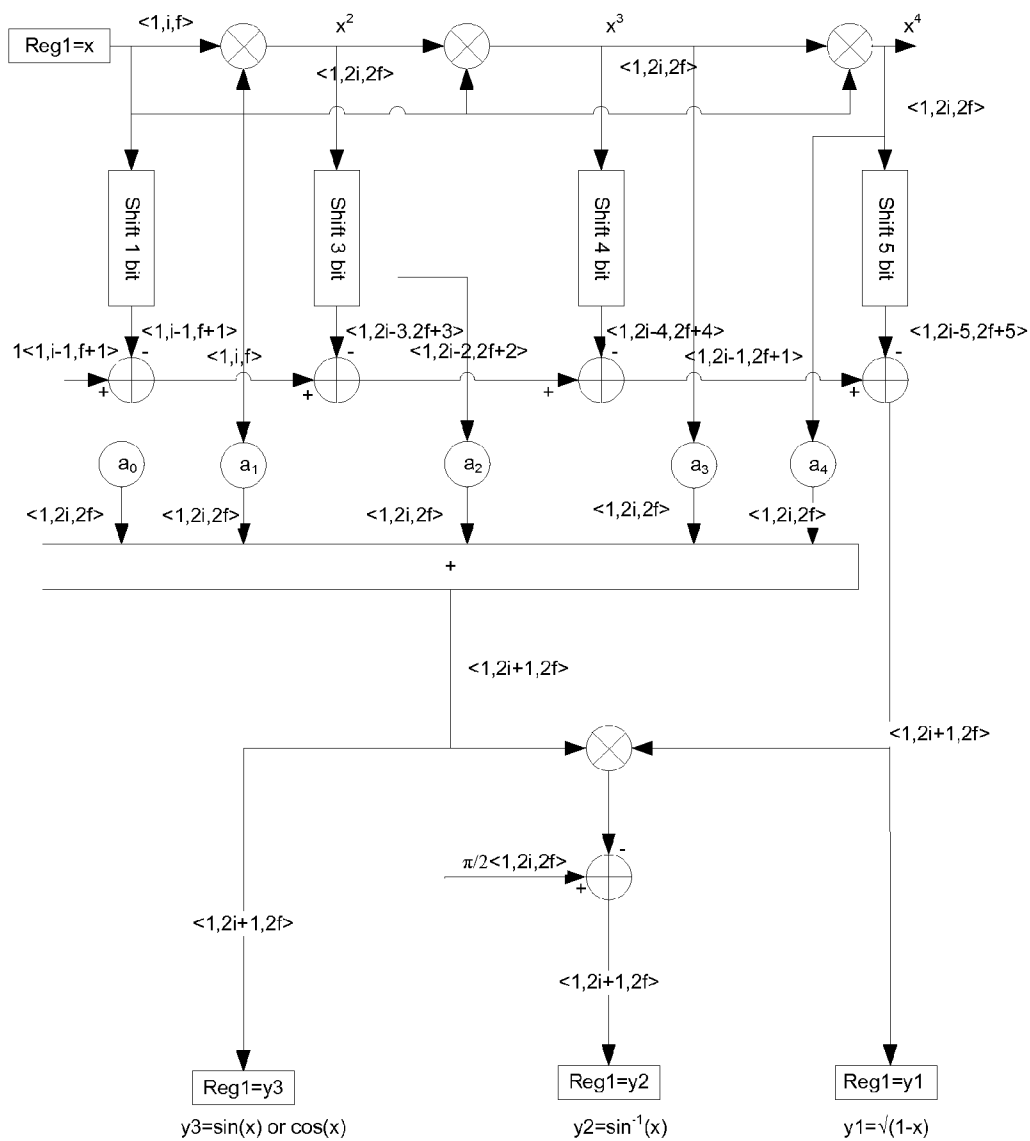 <1,i,f>
Reg1=x
x²
x³
x⁴
<1,2i,2f>
<1,2i,2f>
<1,2i,2f>
Shift 1 bit
Shift 3 bit
Shift 4 bit
Shift 5 bit
<1,i-1,f+1>
<1,2i-3,2f+3>
<1,2i-4,2f+4>
<1,2i-5,2f+5>
- - - -
1<1,i-1,f+1>
<1,i,f>
<1,2i-2,2f+2>
<1,2i-1,2f+1>
+ + + +
a₀
a₁
a₂
a₃
a₄
<1,2i,2f>
<1,2i,2f>
<1,2i,2f>
<1,2i,2f>
<1,2i,2f>
+
<1,2i+1,2f>
<1,2i+1,2f>
-
π/2<1,2i,2f>
+
<1,2i+1,2f>
<1,2i+1,2f>
Reg1=y3
Reg1=y2
Reg1=y1
y3=sin(x) or cos(x)
y2=sin⁻¹(x)
y1=√(1-x)